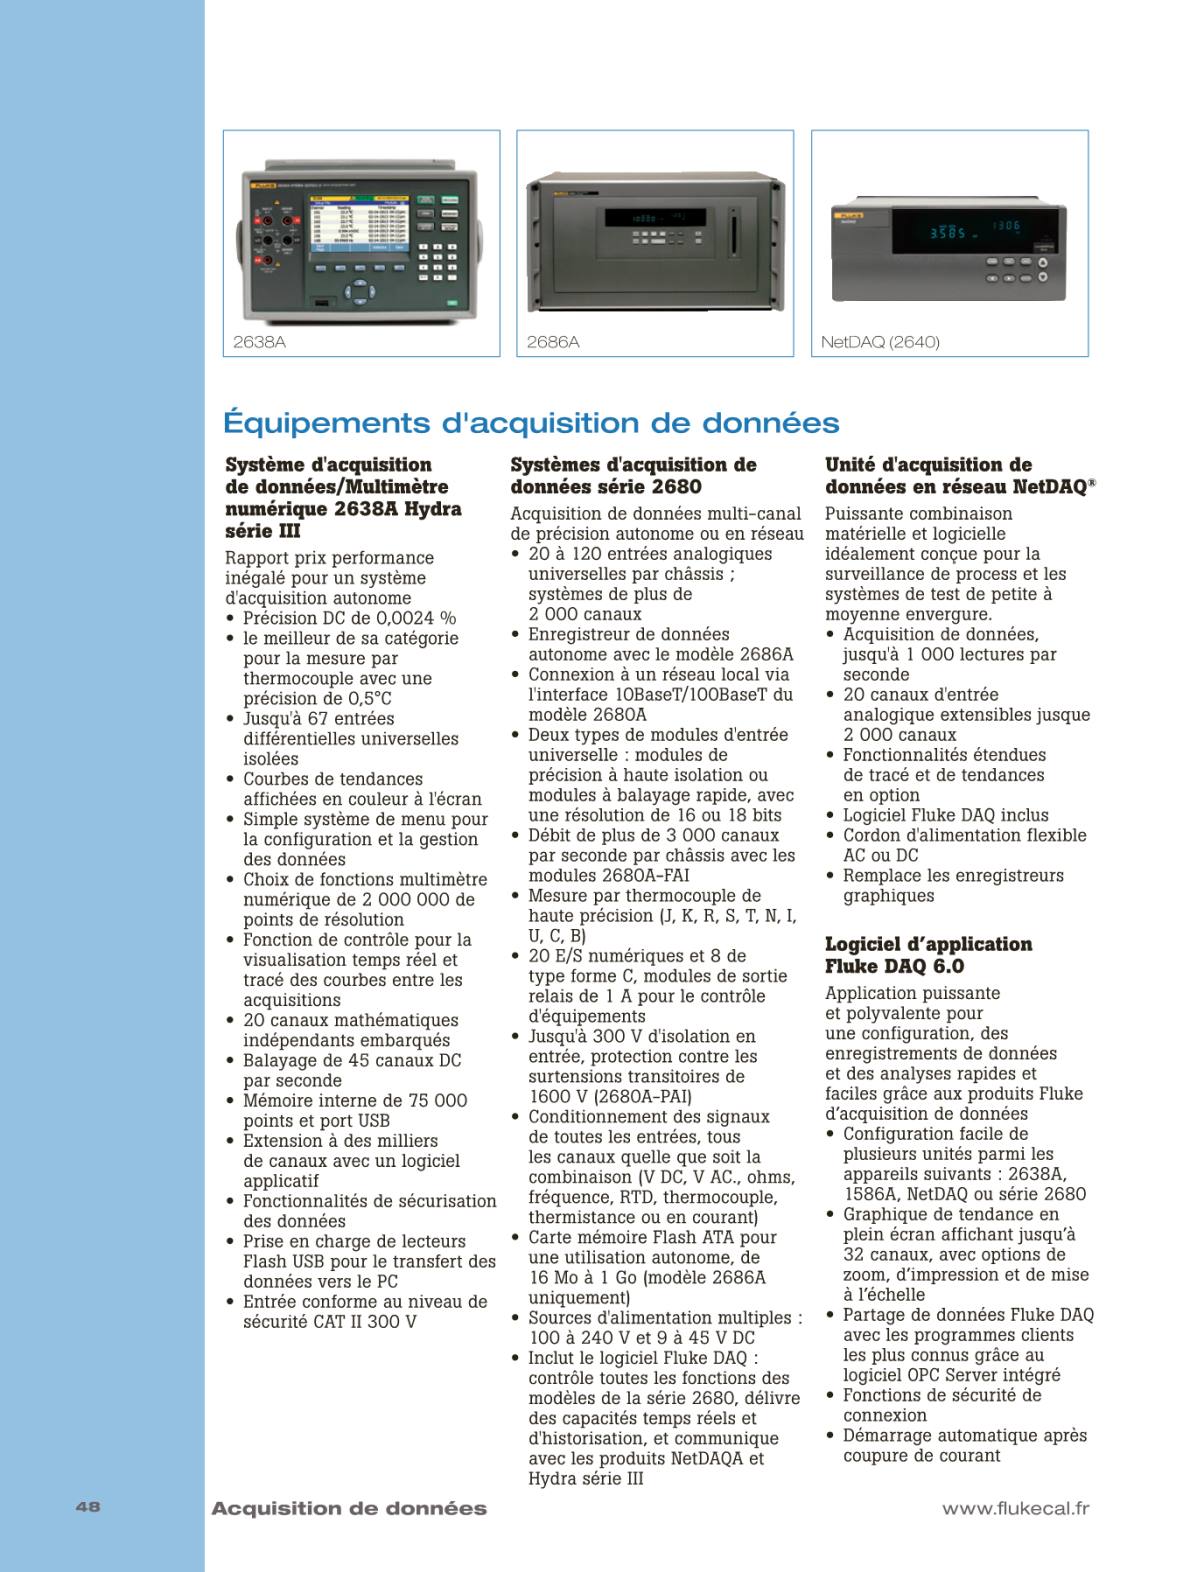 2638A
2686A
NetDAQ (2640)
Équipements d'acquisition de données
Système d'acquisition
de données/Multimètre
numérique 2638A Hydra
série III
Rapport prix performance
inégalé pour un système
d'acquisition autonome
• Précision DC de 0,0024 %
• le meilleur de sa catégorie
pour la mesure par
thermocouple avec une
précision de 0,5°C
• Jusqu'à 67 entrées
différentielles universelles
isolées
• Courbes de tendances
affichées en couleur à l'écran
• Simple système de menu pour
la configuration et la gestion
des données
• Choix de fonctions multimètre
numérique de 2 000 000 de
points de résolution
• Fonction de contrôle pour la
visualisation temps réel et
tracé des courbes entre les
acquisitions
• 20 canaux mathématiques
indépendants embarqués
• Balayage de 45 canaux DC
par seconde
• Mémoire interne de 75 000
points et port USB
• Extension à des milliers
de canaux avec un logiciel
applicatif
• Fonctionnalités de sécurisation
des données
• Prise en charge de lecteurs
Flash USB pour le transfert des
données vers le PC
• Entrée conforme au niveau de
sécurité CAT II 300 V
Systèmes d'acquisition de
données série 2680
Acquisition de données multi-canal
de précision autonome ou en réseau
• 20 à 120 entrées analogiques
universelles par châssis ;
systèmes de plus de
2 000 canaux
• Enregistreur de données
autonome avec le modèle 2686A
• Connexion à un réseau local via
l'interface 10BaseT/100BaseT du
modèle 2680A
• Deux types de modules d'entrée
universelle : modules de
précision à haute isolation ou
modules à balayage rapide, avec
une résolution de 16 ou 18 bits
• Débit de plus de 3 000 canaux
par seconde par châssis avec les
modules 2680A-FAI
• Mesure par thermocouple de
haute précision (J, K, R, S, T, N, I,
U, C, B)
• 20 E/S numériques et 8 de
type forme C, modules de sortie
relais de 1 A pour le contrôle
d'équipements
• Jusqu'à 300 V d'isolation en
entrée, protection contre les
surtensions transitoires de
1600 V (2680A-PAI)
• Conditionnement des signaux
de toutes les entrées, tous
les canaux quelle que soit la
combinaison (V DC, V AC., ohms,
fréquence, RTD, thermocouple,
thermistance ou en courant)
• Carte mémoire Flash ATA pour
une utilisation autonome, de
16 Mo à 1 Go (modèle 2686A
uniquement)
• Sources d'alimentation multiples :
100 à 240 V et 9 à 45 V DC
• Inclut le logiciel Fluke DAQ :
contrôle toutes les fonctions des
modèles de la série 2680, délivre
des capacités temps réels et
d'historisation, et communique
avec les produits NetDAQA et
Hydra série III
Unité d'acquisition de
données en réseau NetDAQ®
Puissante combinaison
matérielle et logicielle
idéalement conçue pour la
surveillance de process et les
systèmes de test de petite à
moyenne envergure.
• Acquisition de données,
jusqu'à 1 000 lectures par
seconde
• 20 canaux d'entrée
analogique extensibles jusque
2 000 canaux
• Fonctionnalités étendues
de tracé et de tendances
en option
• Logiciel Fluke DAQ inclus
• Cordon d'alimentation flexible
AC ou DC
• Remplace les enregistreurs
graphiques
Logiciel d’application
Fluke DAQ 6.0
Application puissante
et polyvalente pour
une configuration, des
enregistrements de données
et des analyses rapides et
faciles grâce aux produits Fluke
d’acquisition de données
• Configuration facile de
plusieurs unités parmi les
appareils suivants : 2638A,
1586A, NetDAQ ou série 2680
• Graphique de tendance en
plein écran affichant jusqu’à
32 canaux, avec options de
zoom, d’impression et de mise
à l’échelle
• Partage de données Fluke DAQ
avec les programmes clients
les plus connus grâce au
logiciel OPC Server intégré
• Fonctions de sécurité de
connexion
• Démarrage automatique après
coupure de courant
48
Acquisition de données
www.flukecal.fr